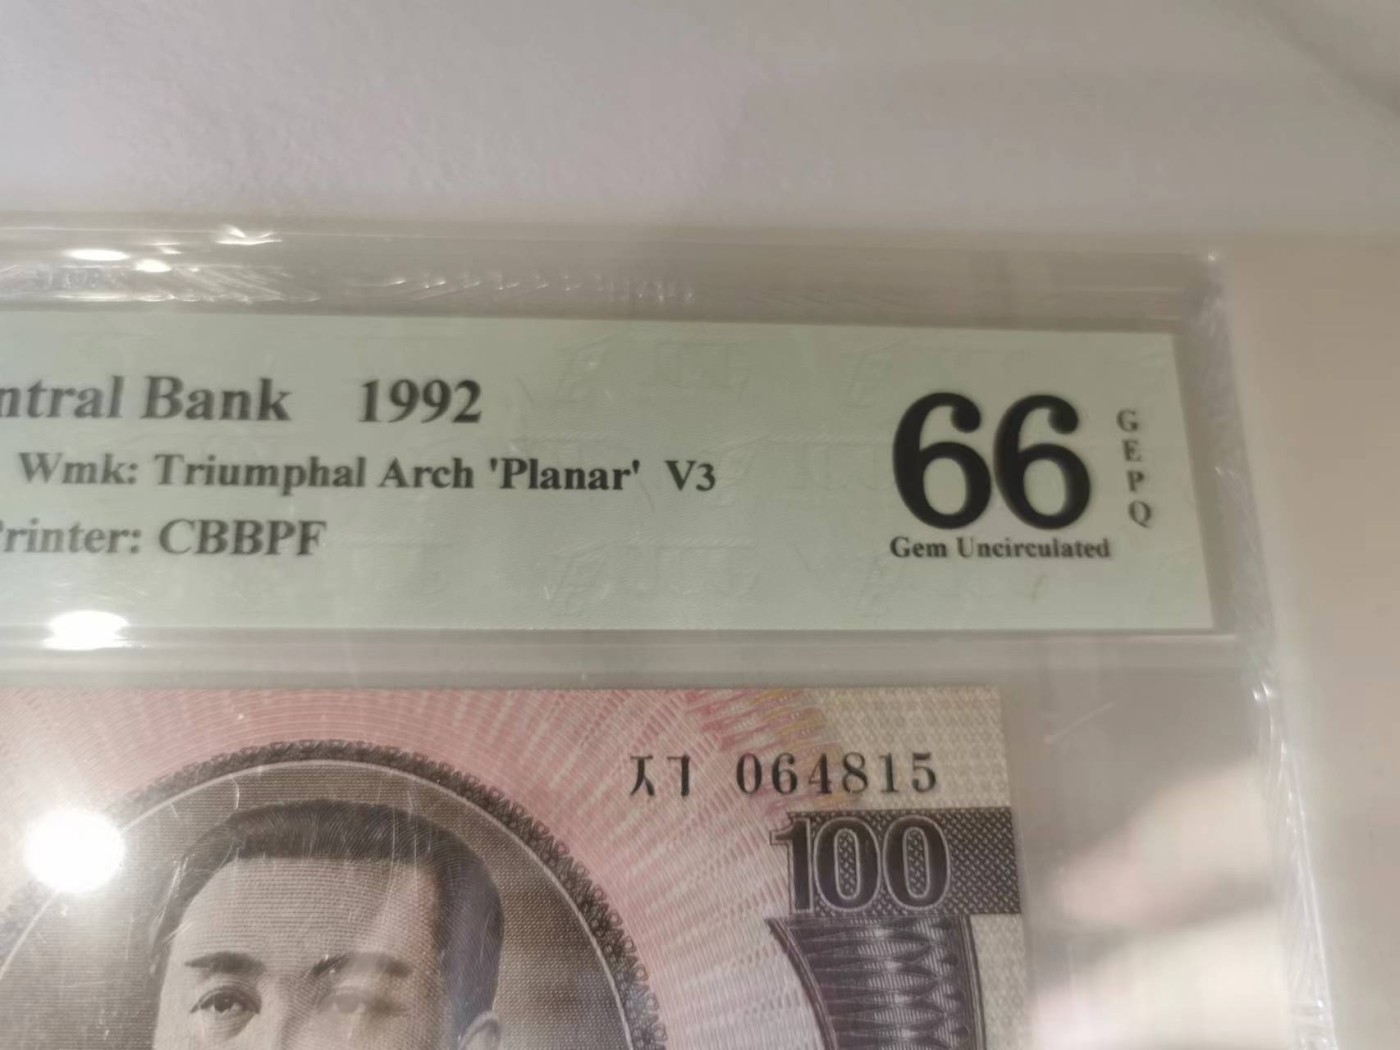 ntral Bank 1992
Wmk: Triumphal Arch 'Planar' V3
rinter: CBBPF
66
GEPQ
Gem Uncirculated
ㅈㄱ 064815
100